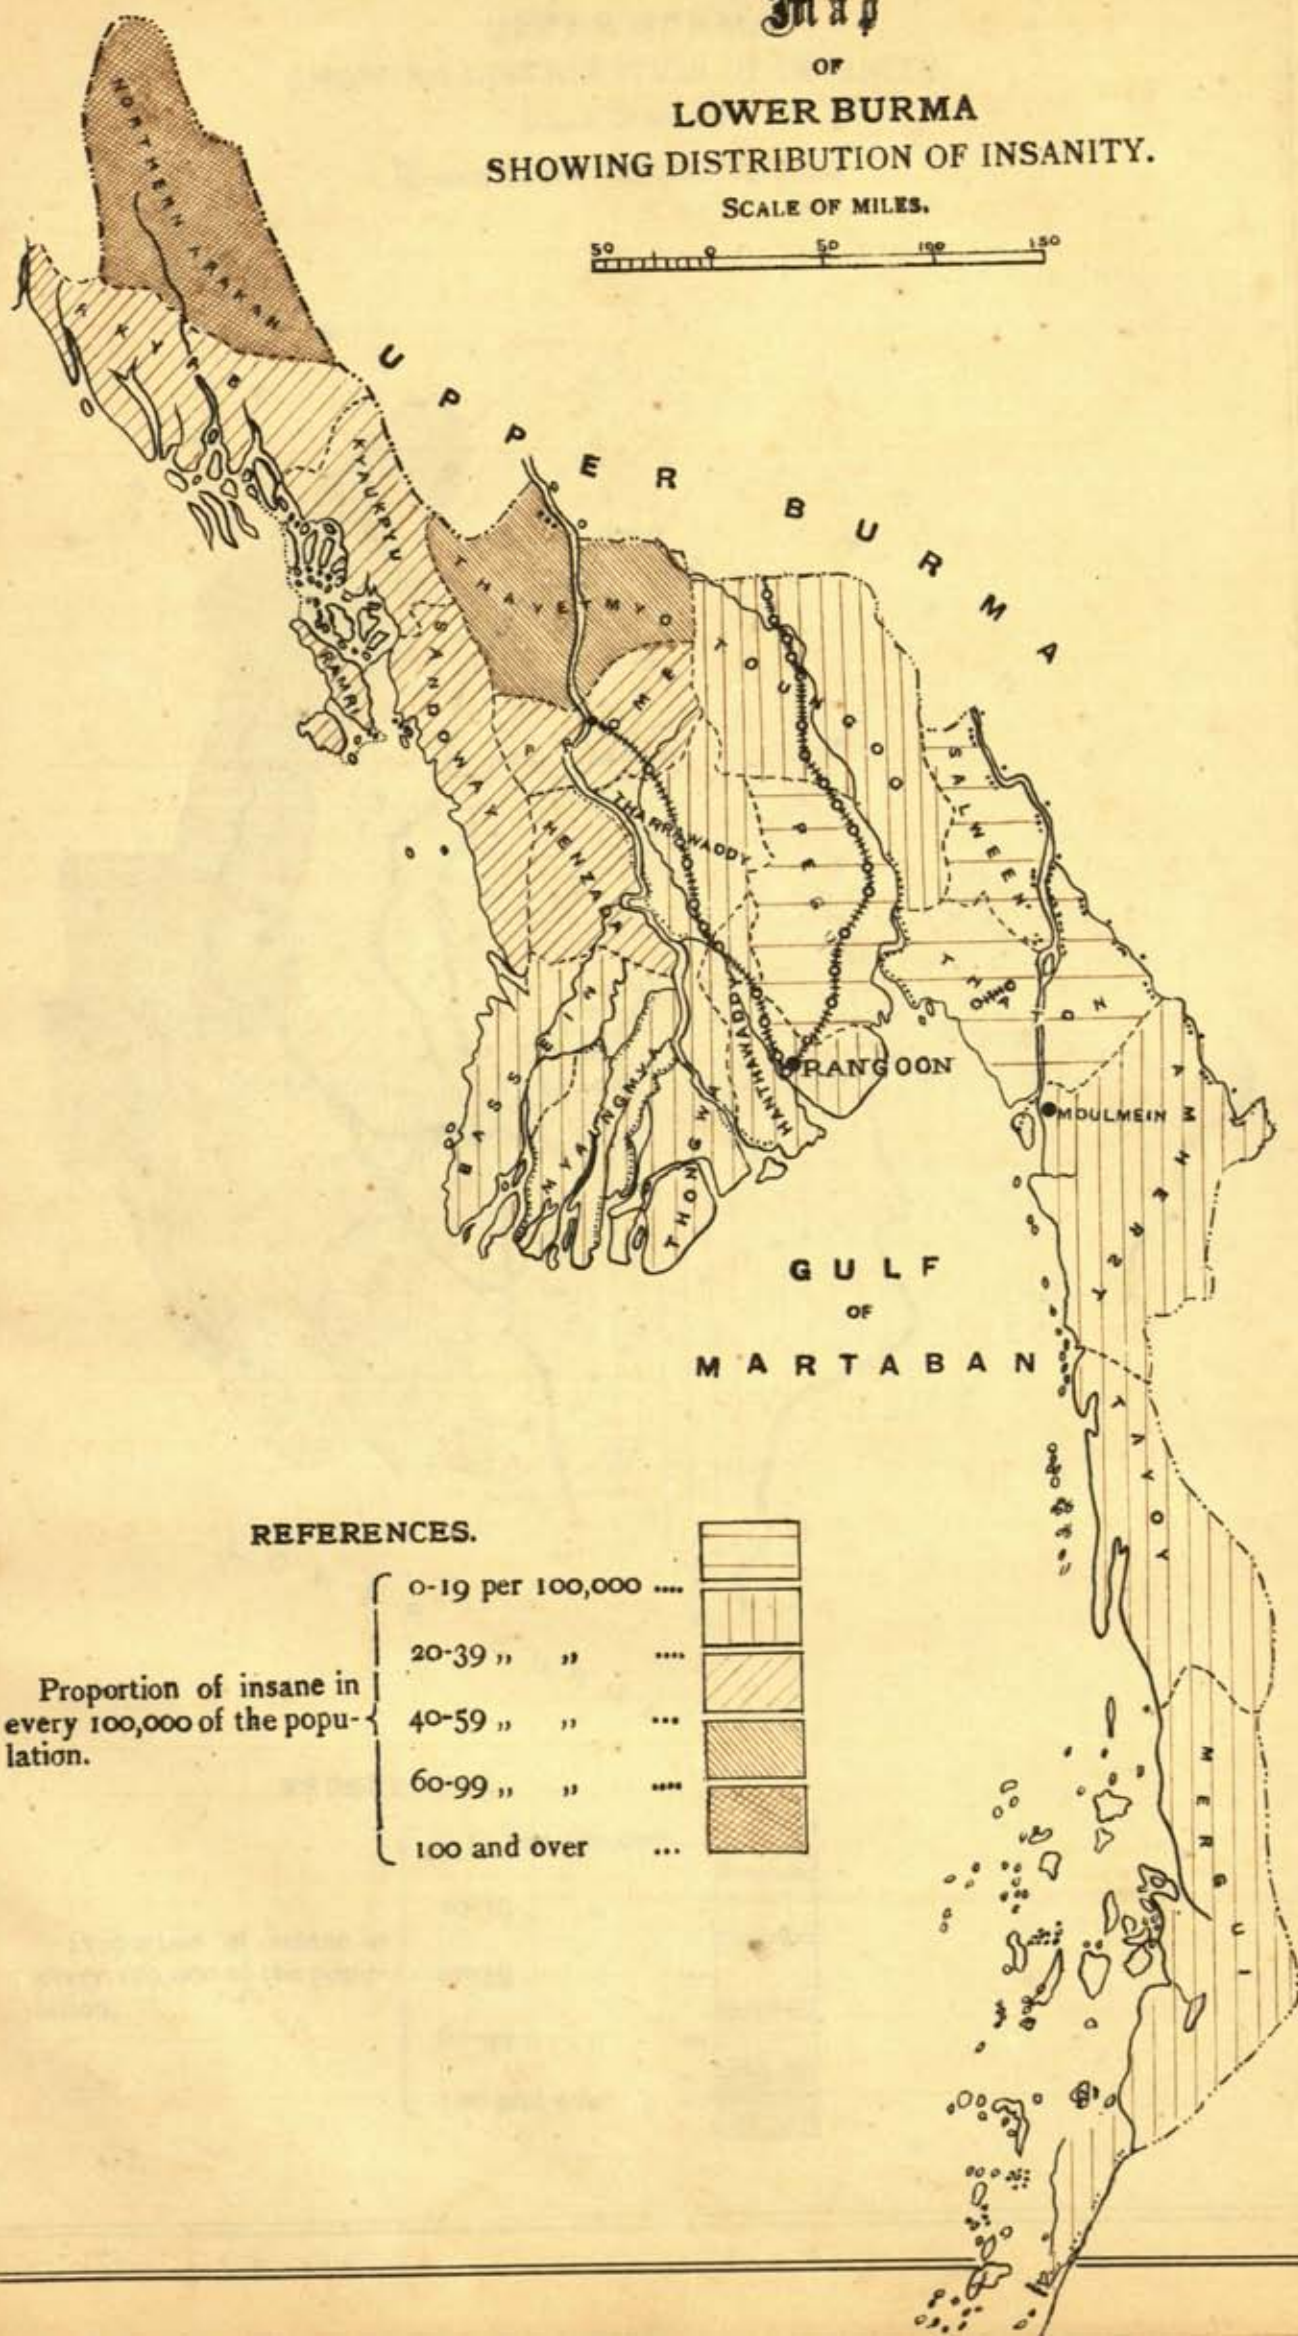 Map
OF
LOWER BURMA
SHOWING DISTRIBUTION OF INSANITY.
SCALE OF MILES.
50 0 50 100 150
NORTHERN ARAKAN
UPPER BURMA
KYAUKPYU
THAYETMYO
SANDOWAY
RAMRI
PROME
TOUNGOO
SALWEEN
THARRAWADDY
HENZADA
PEGU
THATON
HANTHAWADDY
RANGOON
BASSEIN
MYAUNGMYA
THONGWA
MOULMEIN
AMHERST
GULF
OF
MARTABAN
TAVOY
MERGUI
REFERENCES.
Proportion of insane in
every 100,000 of the popu-
lation.
0-19 per 100,000 ....
20-39 „ „ ....
40-59 „ „ ...
60-99 „ „ ....
100 and over ...